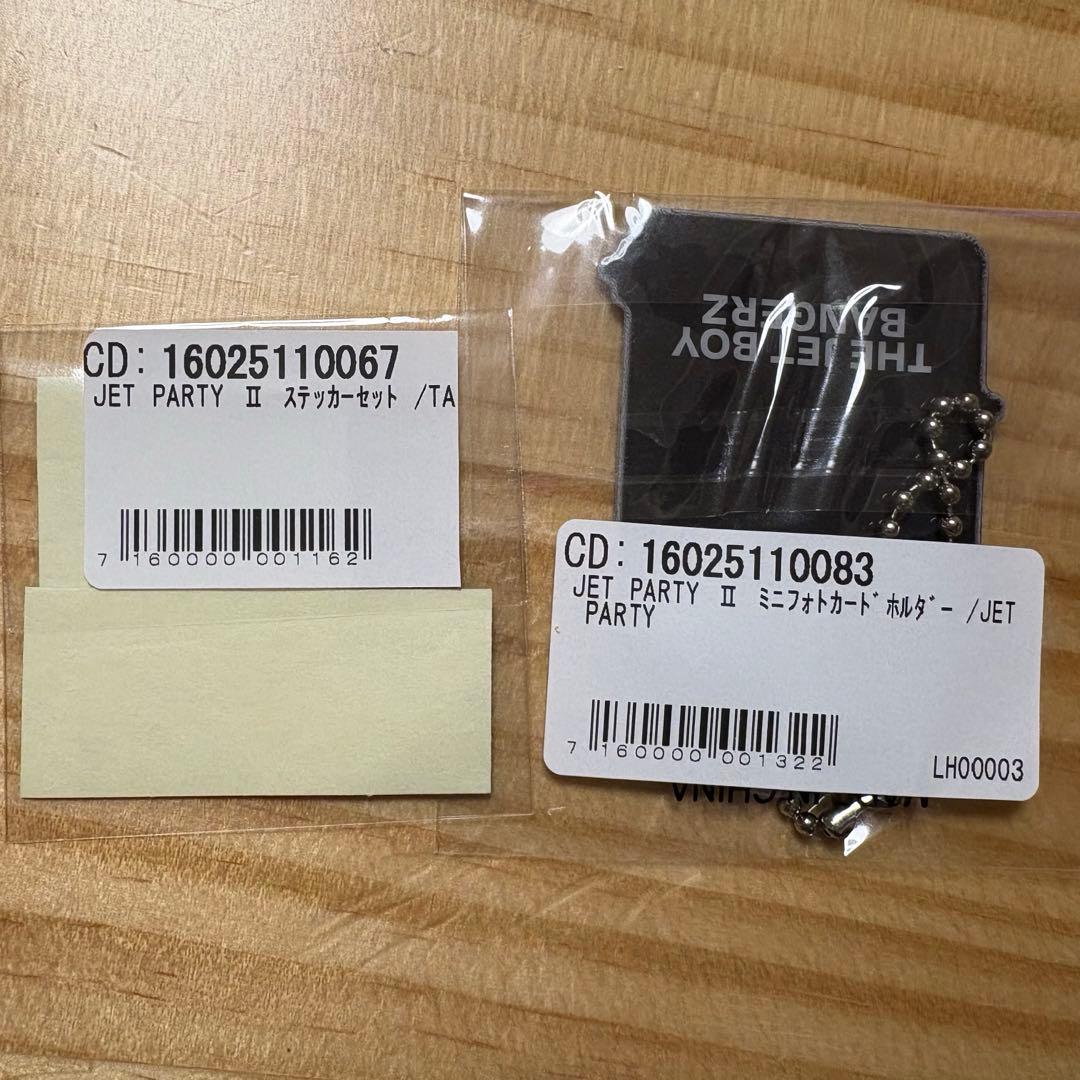 CD: 16025110067
JET PARTY Ⅱ ｽﾃｯｶｰｾｯﾄ /TA
7 160000 001162
THE JET BOY
BANGERZ
CD: 16025110083
JET PARTY Ⅱ ﾐﾆﾌｫﾄｶｰﾄﾞﾎﾙﾀﾞｰ /JET
PARTY
7 160000 001322
LH00003
CHINA